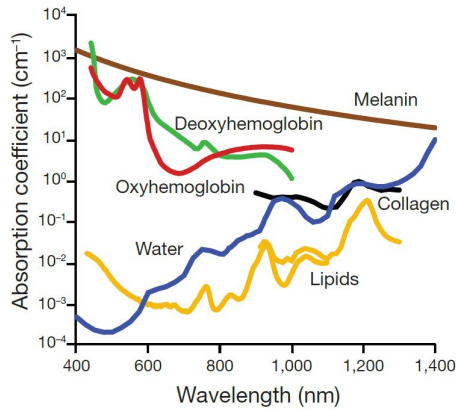 Absorption coefficient (cm⁻¹)
10⁴
10³
10²
10¹
10⁰
10⁻¹
10⁻²
10⁻³
10⁻⁴
Melanin
Deoxyhemoglobin
Oxyhemoglobin
Collagen
Water
Lipids
400 600 800 1,000 1,200 1,400
Wavelength (nm)